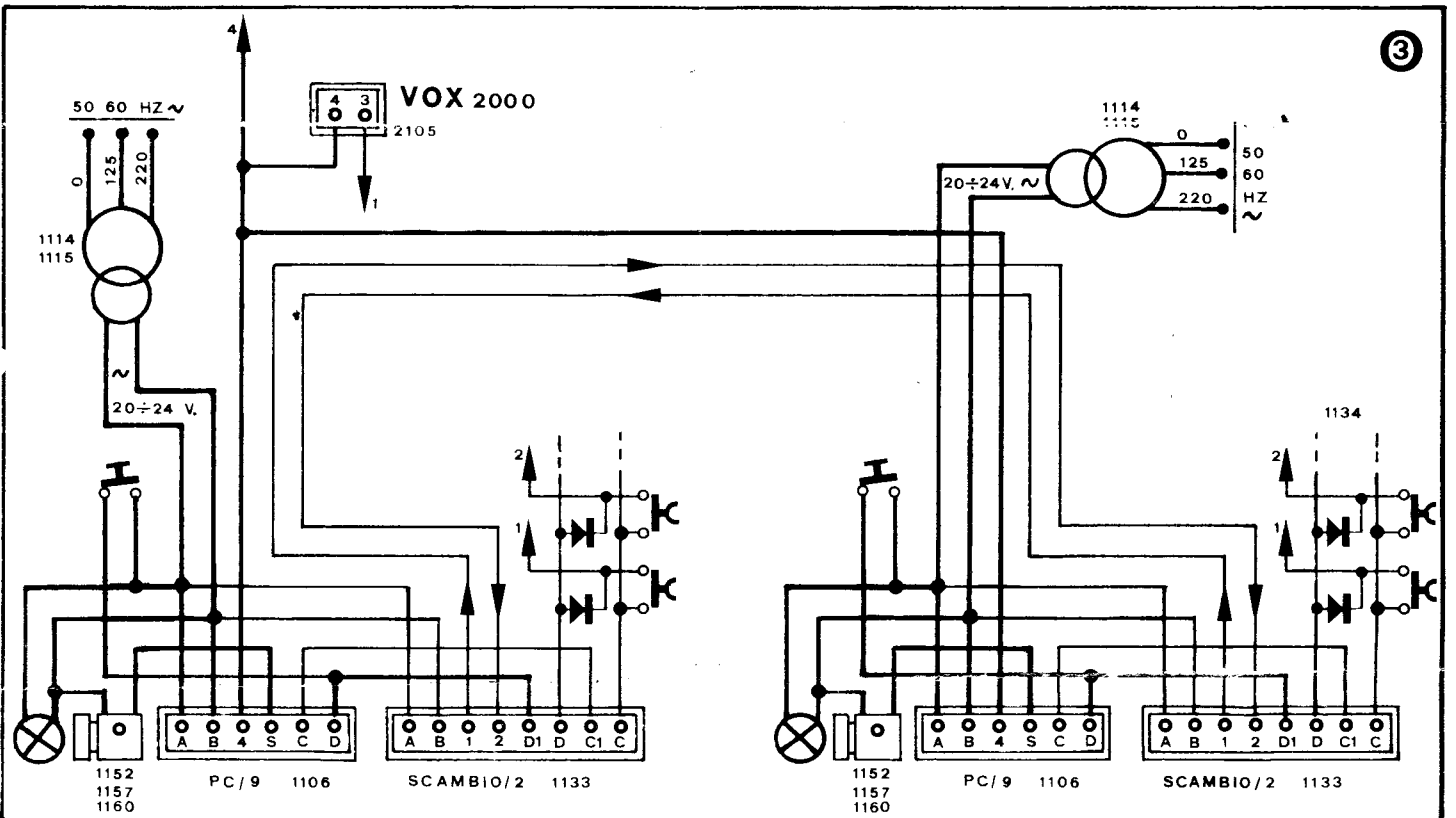 3
4
50 60 HZ ~
0
125
220
4 3
VOX 2000
2105
1
1114
1115
~
20÷24 V.
1114
1115
0
125
220
50
60
HZ
~
20÷24V. ~
2
1
2
1
1134
A B 4 S C D
PC/9 1106
1152
1157
1160
A B 1 2 D1 D C1 C
SCAMBIO/2 1133
A B 4 S C D
PC/9 1106
1152
1157
1160
A B 1 2 D1 D C1 C
SCAMBIO/2 1133